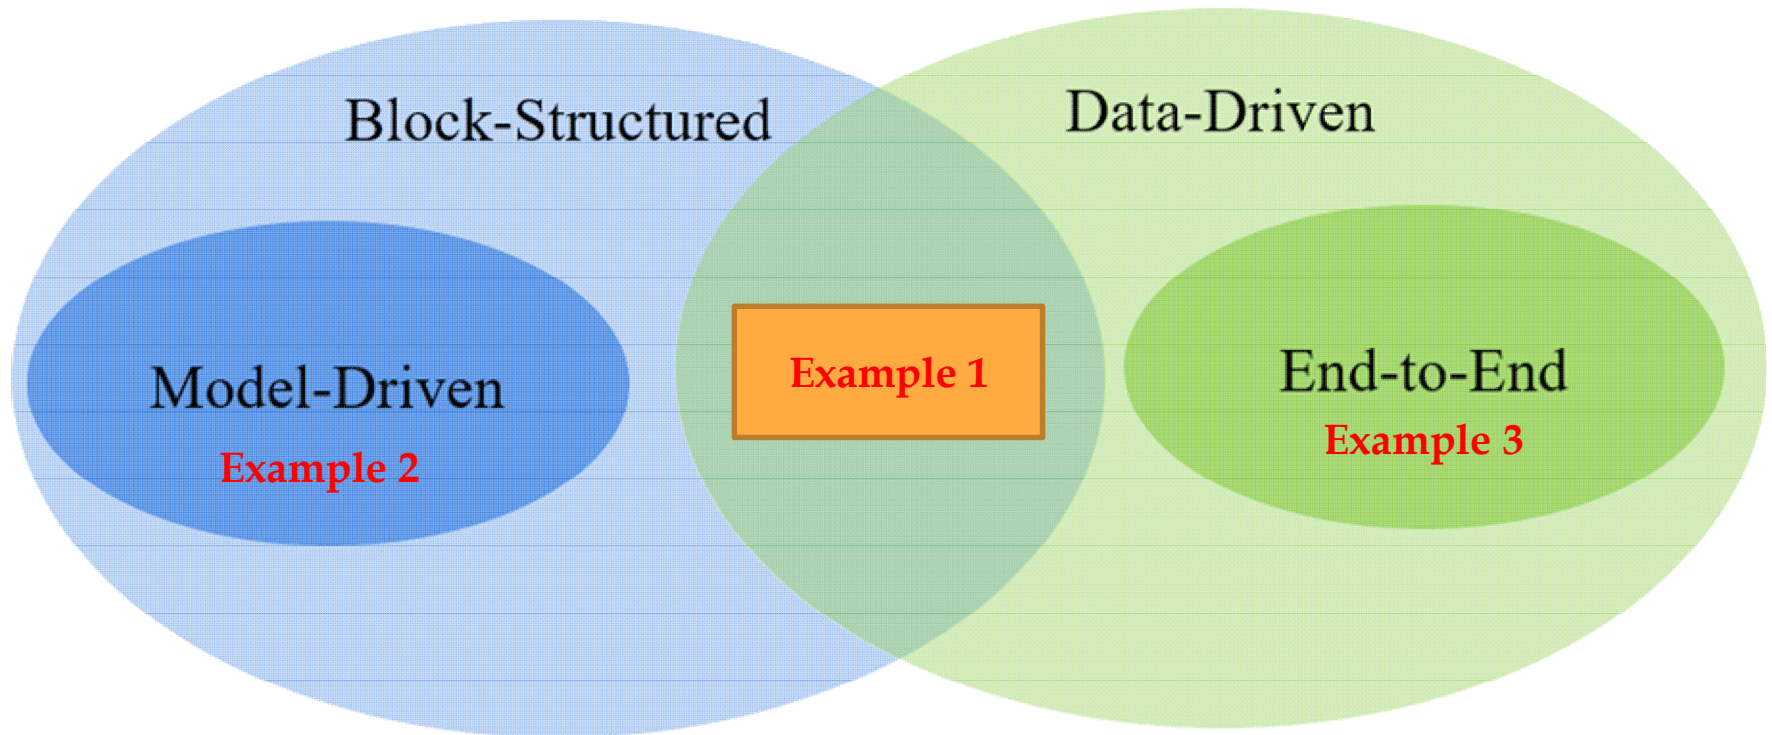 Block-Structured
Data-Driven
Model-Driven
Example 2
Example 1
End-to-End
Example 3